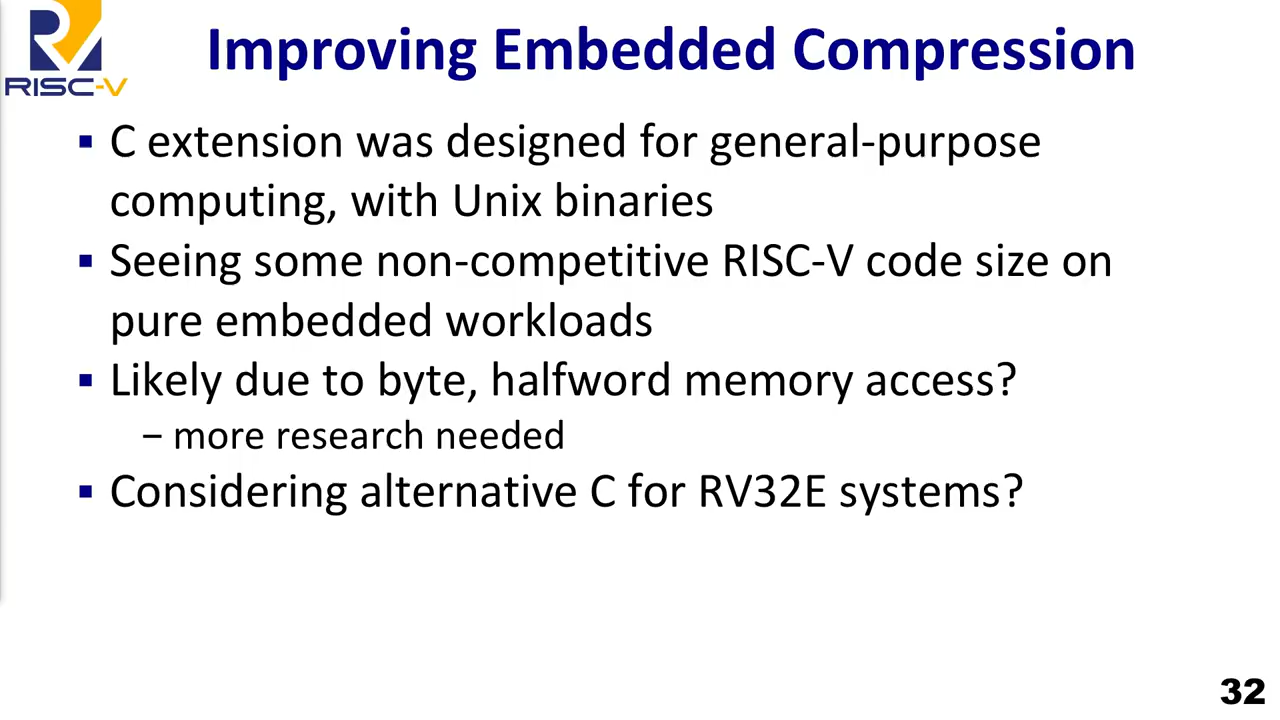 RISC-V
Improving Embedded Compression
▪ C extension was designed for general-purpose
computing, with Unix binaries
▪ Seeing some non-competitive RISC-V code size on
pure embedded workloads
▪ Likely due to byte, halfword memory access?
– more research needed
▪ Considering alternative C for RV32E systems?
32